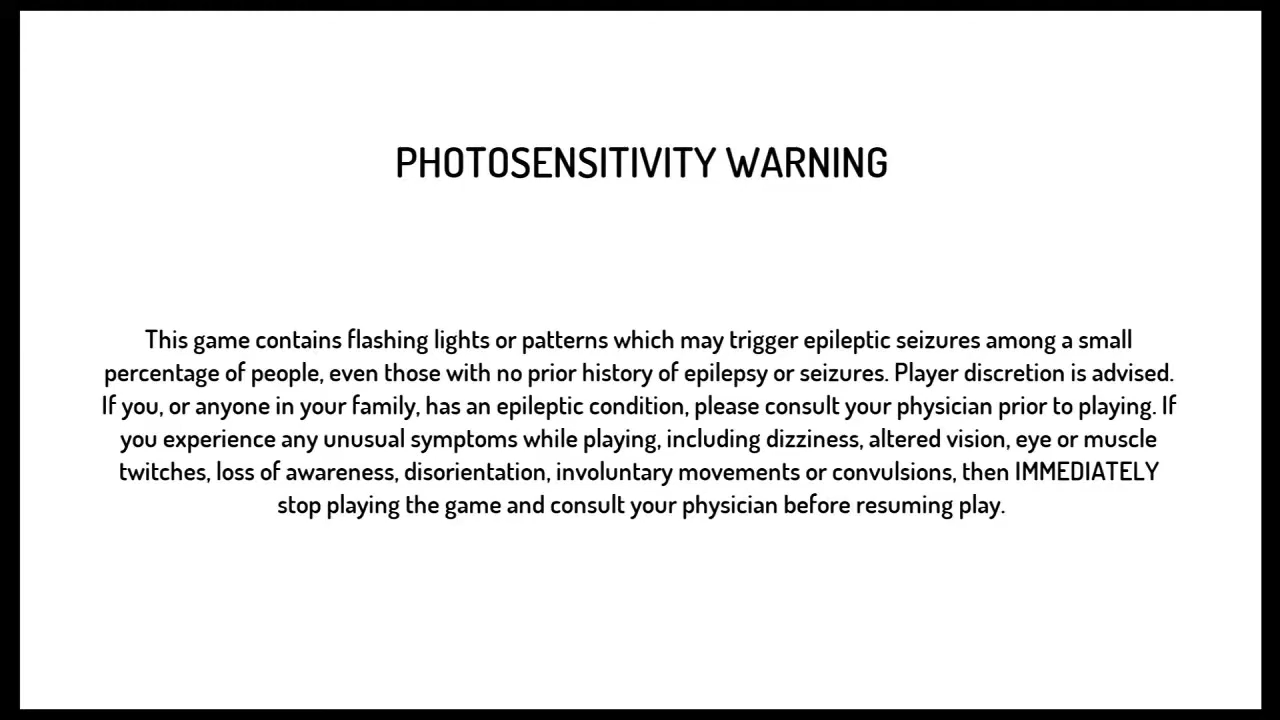 PHOTOSENSITIVITY WARNING
This game contains flashing lights or patterns which may trigger epileptic seizures among a small
percentage of people, even those with no prior history of epilepsy or seizures. Player discretion is advised.
If you, or anyone in your family, has an epileptic condition, please consult your physician prior to playing. If
you experience any unusual symptoms while playing, including dizziness, altered vision, eye or muscle
twitches, loss of awareness, disorientation, involuntary movements or convulsions, then IMMEDIATELY
stop playing the game and consult your physician before resuming play.